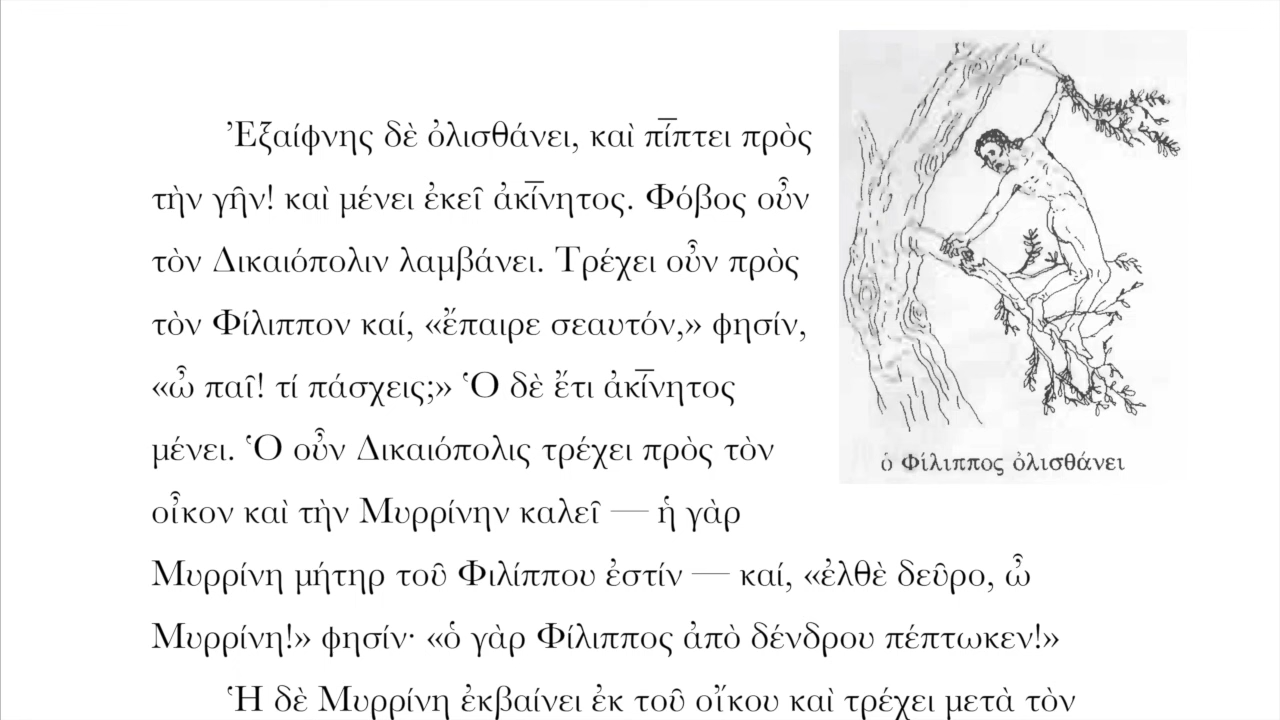 Ἐξαίφνης δὲ ὀλισθάνει, καὶ πῑ́πτει πρὸς
τὴν γῆν! καὶ μένει ἐκεῖ ἀκῑ́νητος. Φόβος οὖν
τὸν Δικαιόπολιν λαμβάνει. Τρέχει οὖν πρὸς
τὸν Φίλιππον καί, «ἔπαιρε σεαυτόν,» φησίν,
«ὦ παῖ! τί πάσχεις;» Ὁ δὲ ἔτι ἀκῑ́νητος
μένει. Ὁ οὖν Δικαιόπολις τρέχει πρὸς τὸν
οἶκον καὶ τὴν Μυρρίνην καλεῖ — ἡ γὰρ
Μυρρίνη μήτηρ τοῦ Φιλίππου ἐστίν — καί, «ἐλθὲ δεῦρο, ὦ
Μυρρίνη!» φησίν· «ὁ γὰρ Φίλιππος ἀπὸ δένδρου πέπτωκεν!»
Ἡ δὲ Μυρρίνη ἐκβαίνει ἐκ τοῦ οἴκου καὶ τρέχει μετὰ τὸν
ὁ Φίλιππος ὀλισθάνει